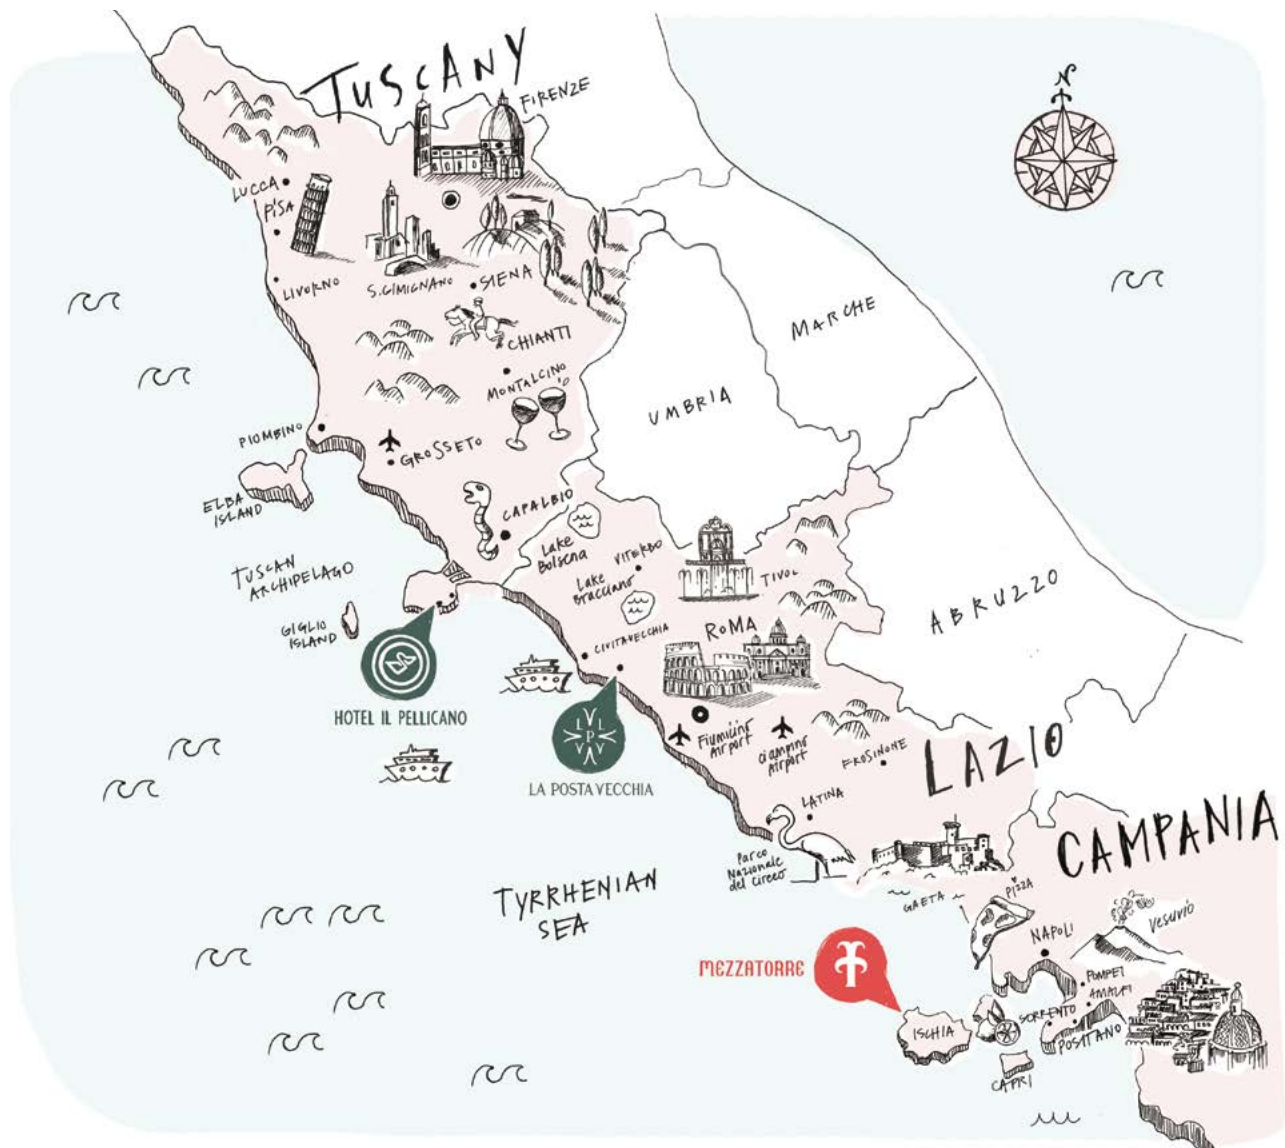 TUSCANY
FIRENZE
N
LUCCA
PISA
LIVORNO
S.GIMIGNANO
SIENA
CHIANTI
MONTALCINO
MARCHE
UMBRIA
PIOMBINO
GROSSETO
ELBA
ISLAND
CAPALBIO
Lake
Bolsena
VITERBO
TUSCAN
ARCHIPELAGO
Lake
Bracciano
TIVOLI
ABRUZZO
GIGLIO
ISLAND
CIVITAVECCHIA
ROMA
HOTEL IL PELLICANO
L V L
P
V V
LA POSTA VECCHIA
Fiumicino
Airport
Ciampino
Airport
FROSINONE
LAZIO
LATINA
CAMPANIA
Parco
Nazionale
del Circeo
TYRRHENIAN
SEA
GAETA
PIZZA
NAPOLI
Vesuvio
MEZZATORRE
POMPEI
AMALFI
SORRENTO
POSITANO
ISCHIA
CAPRI